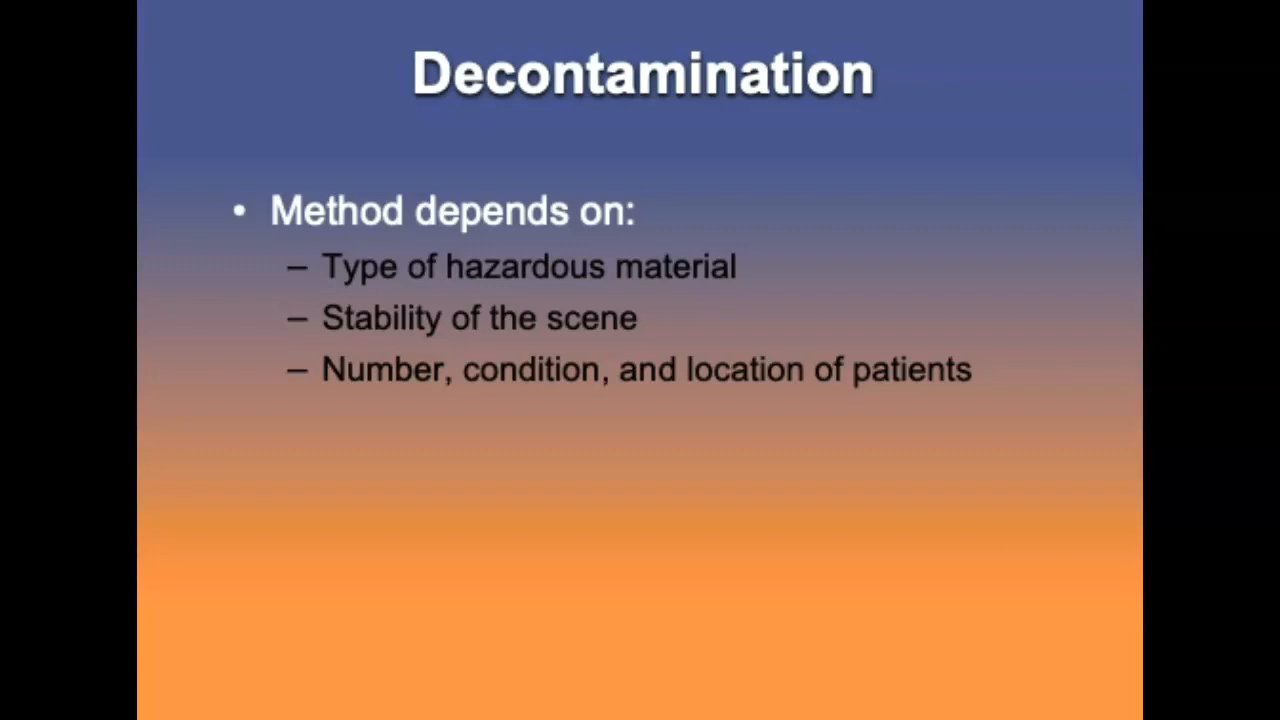 Decontamination
• Method depends on:
– Type of hazardous material
– Stability of the scene
– Number, condition, and location of patients